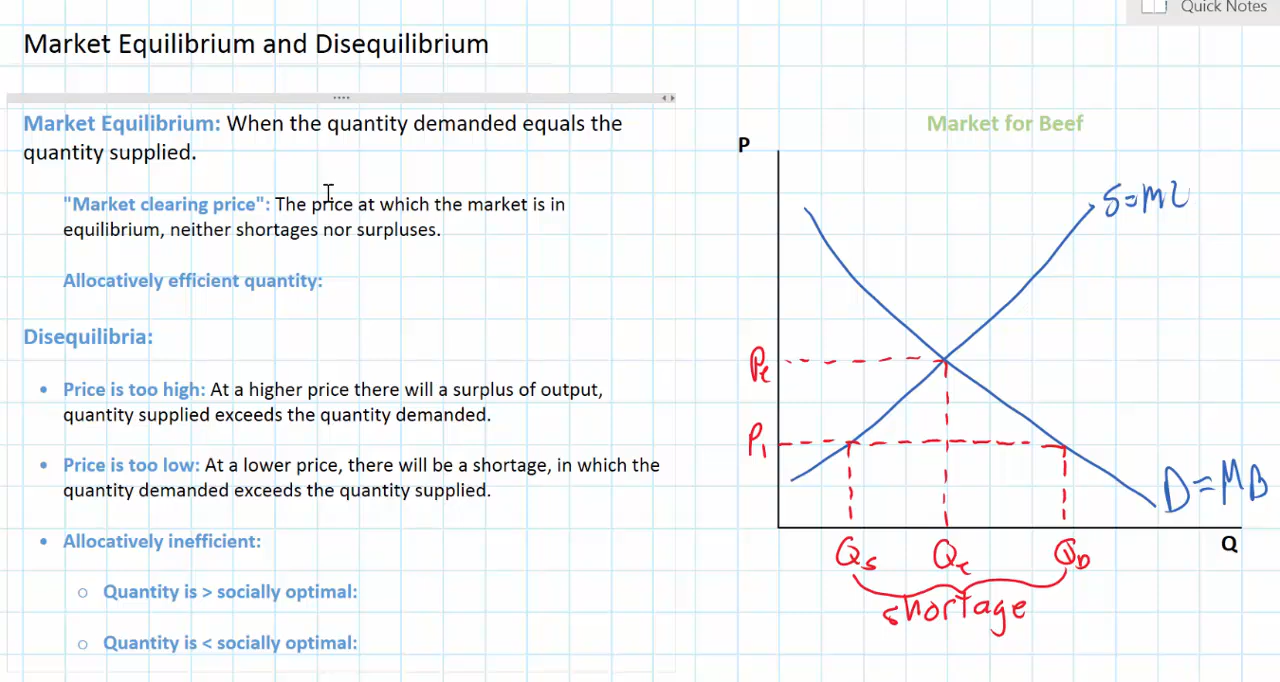 Quick Notes
Market Equilibrium and Disequilibrium
Market Equilibrium: When the quantity demanded equals the
quantity supplied.
"Market clearing price": The price at which the market is in
equilibrium, neither shortages nor surpluses.
Allocatively efficient quantity:
Disequilibria:
• Price is too high: At a higher price there will a surplus of output,
quantity supplied exceeds the quantity demanded.
• Price is too low: At a lower price, there will be a shortage, in which the
quantity demanded exceeds the quantity supplied.
• Allocatively inefficient:
○ Quantity is > socially optimal:
○ Quantity is < socially optimal:
Market for Beef
P
S=MC
Pe
P1
D=MB
Q
Qs Qe QD
shortage